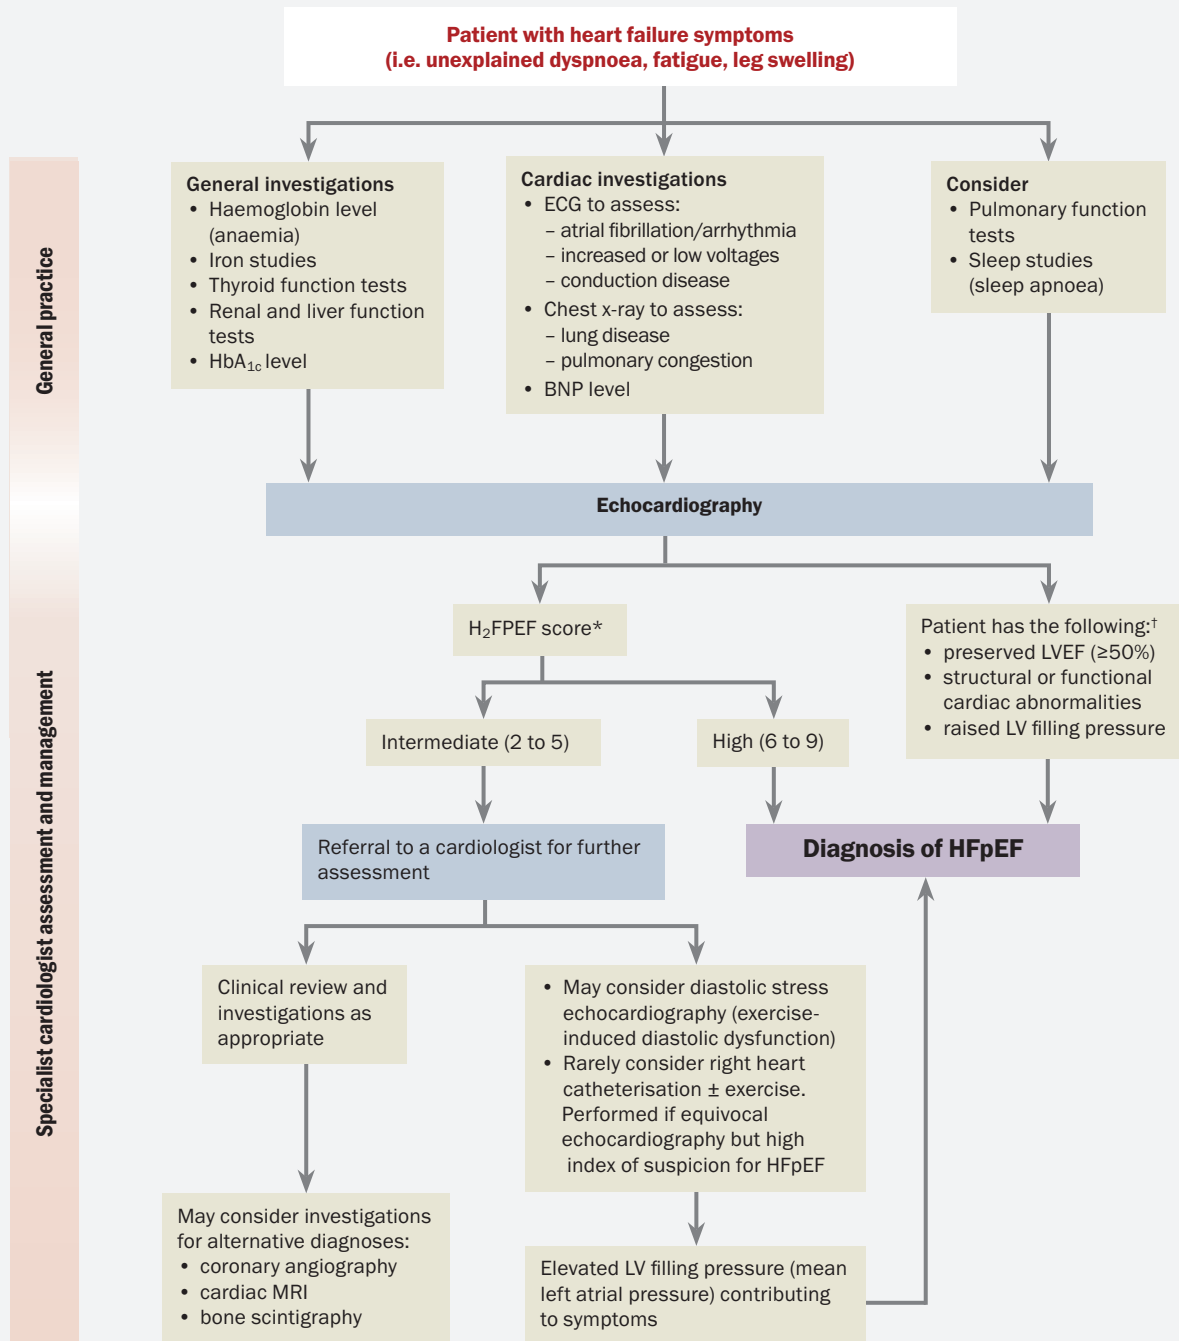 Patient with heart failure symptoms
(i.e. unexplained dyspnoea, fatigue, leg swelling)
General practice
General investigations
• Haemoglobin level
(anaemia)
• Iron studies
• Thyroid function tests
• Renal and liver function
tests
• HbA1c level
Cardiac investigations
• ECG to assess:
– atrial fibrillation/arrhythmia
– increased or low voltages
– conduction disease
• Chest x-ray to assess:
– lung disease
– pulmonary congestion
• BNP level
Consider
• Pulmonary function
tests
• Sleep studies
(sleep apnoea)
Echocardiography
Specialist cardiologist assessment and management
H2FPEF score*
Patient has the following:†
• preserved LVEF (≥50%)
• structural or functional
cardiac abnormalities
• raised LV filling pressure
Intermediate (2 to 5)
High (6 to 9)
Referral to a cardiologist for further
assessment
Diagnosis of HFpEF
Clinical review and
investigations as
appropriate
• May consider diastolic stress
echocardiography (exercise-
induced diastolic dysfunction)
• Rarely consider right heart
catheterisation ± exercise.
Performed if equivocal
echocardiography but high
index of suspicion for HFpEF
May consider investigations
for alternative diagnoses:
• coronary angiography
• cardiac MRI
• bone scintigraphy
Elevated LV filling pressure (mean
left atrial pressure) contributing
to symptoms